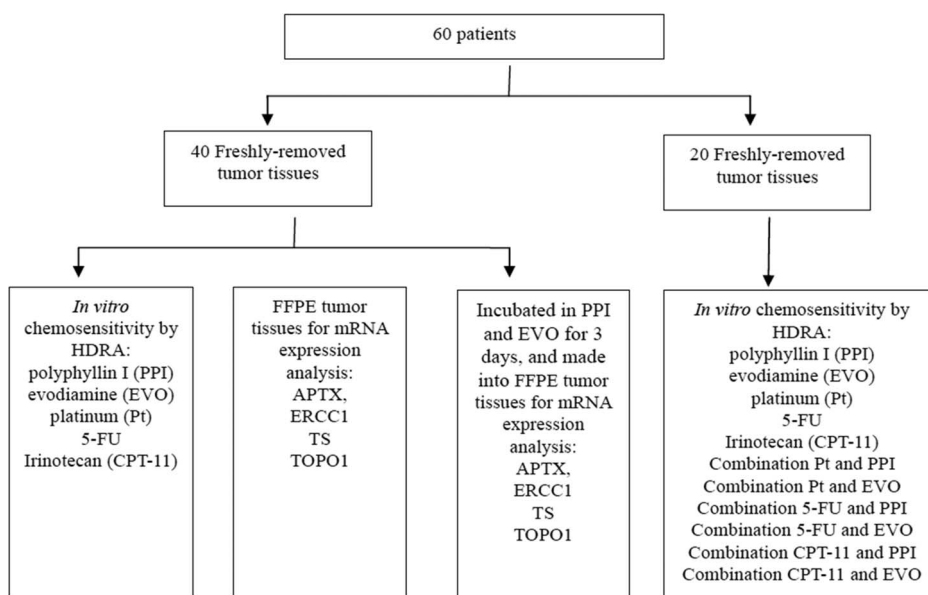 60 patients
40 Freshly-removed
tumor tissues
20 Freshly-removed
tumor tissues
In vitro
chemosensitivity by
HDRA:
polyphyllin I (PPI)
evodiamine (EVO)
platinum (Pt)
5-FU
Irinotecan (CPT-11)
FFPE tumor
tissues for mRNA
expression
analysis:
APTX,
ERCC1
TS
TOPO1
Incubated in PPI
and EVO for 3
days, and made
into FFPE tumor
tissues for mRNA
expression
analysis:
APTX,
ERCC1
TS
TOPO1
In vitro chemosensitivity by
HDRA:
polyphyllin I (PPI)
evodiamine (EVO)
platinum (Pt)
5-FU
Irinotecan (CPT-11)
Combination Pt and PPI
Combination Pt and EVO
Combination 5-FU and PPI
Combination 5-FU and EVO
Combination CPT-11 and PPI
Combination CPT-11 and EVO